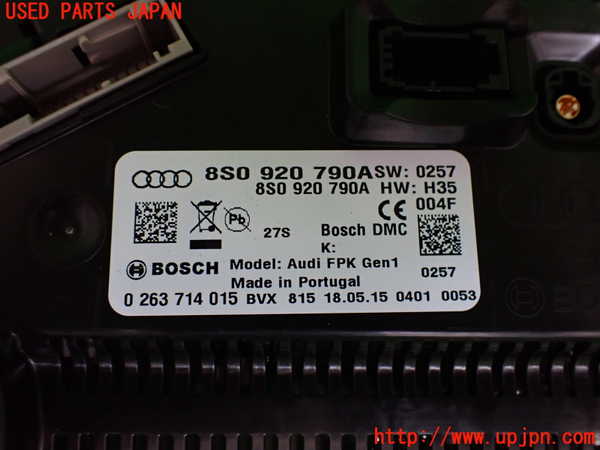 USED PARTS JAPAN
8S0 920 790A SW: 0257
8S0 920 790A HW: H35
CE 004F
Pb
27S Bosch DMC
K:
BOSCH Model: Audi FPK Gen1 0257
Made in Portugal
0 263 714 015 BVX 815 18.05.15 0401 0053
http://www.upjpn.com